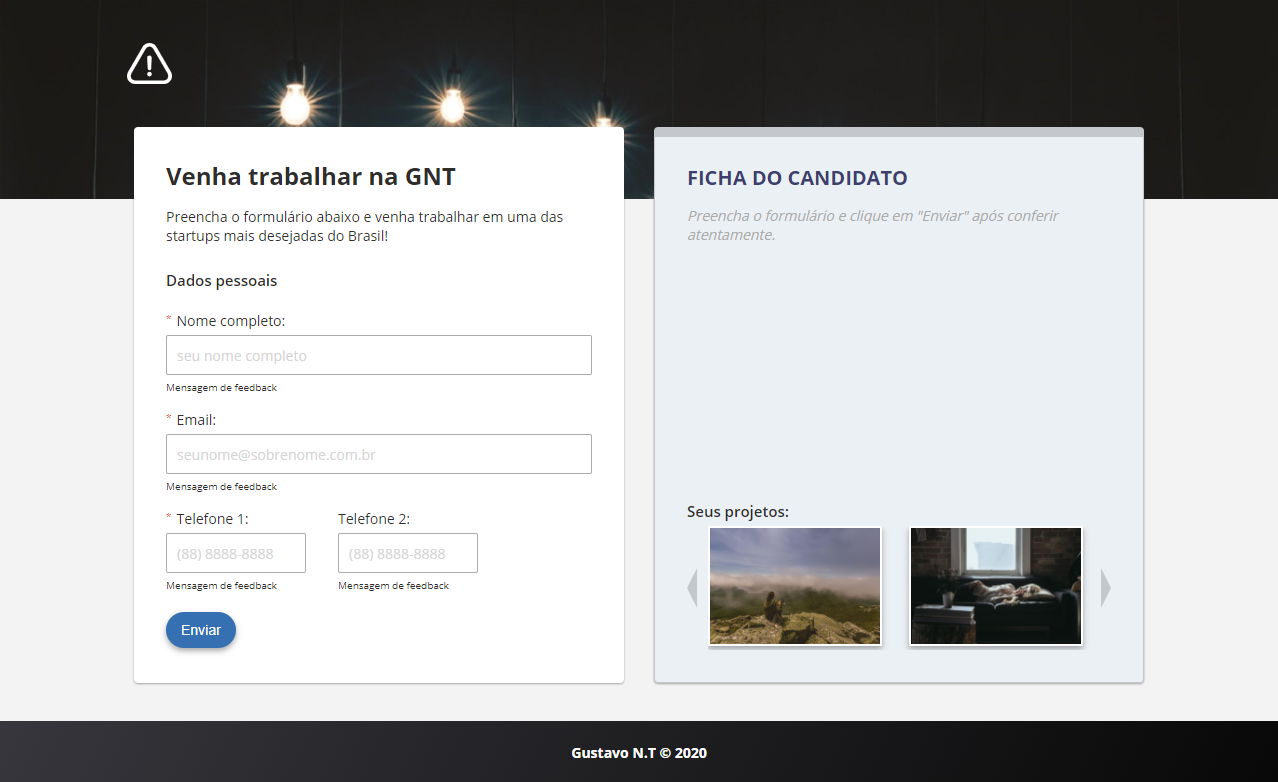 Venha trabalhar na GNT
Preencha o formulário abaixo e venha trabalhar em uma das
startups mais desejadas do Brasil!
Dados pessoais
* Nome completo:
seu nome completo
Mensagem de feedback
* Email:
seunome@sobrenome.com.br
Mensagem de feedback
* Telefone 1:
(88) 8888-8888
Mensagem de feedback
Telefone 2:
(88) 8888-8888
Mensagem de feedback
Enviar
FICHA DO CANDIDATO
Preencha o formulário e clique em "Enviar" após conferir
atentamente.
Seus projetos:
Gustavo N.T © 2020